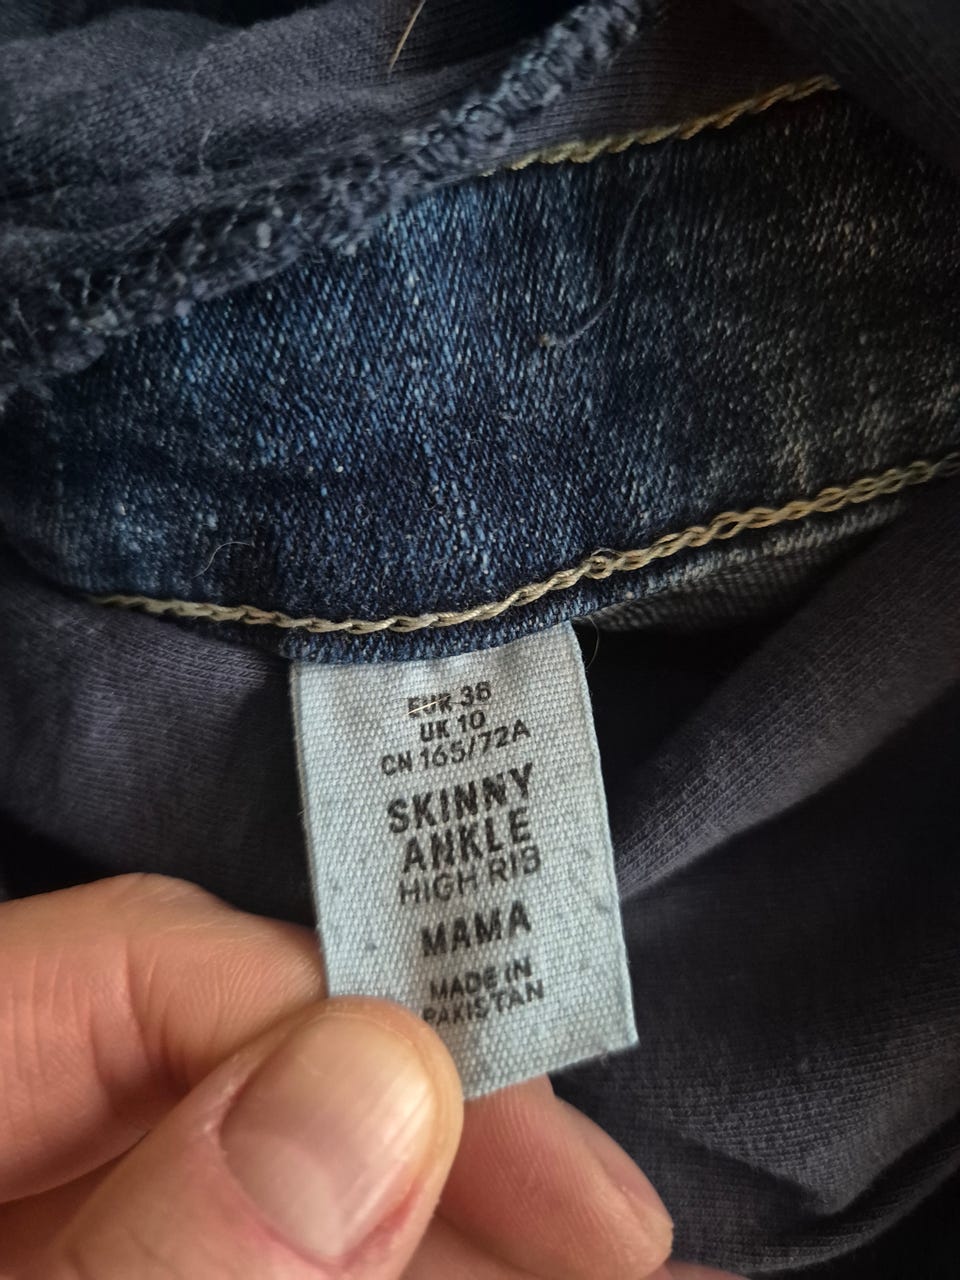 EUR 36
UK 10
CN 165/72A
SKINNY
ANKLE
HIGH RIB
MAMA
MADE IN
PAKISTAN